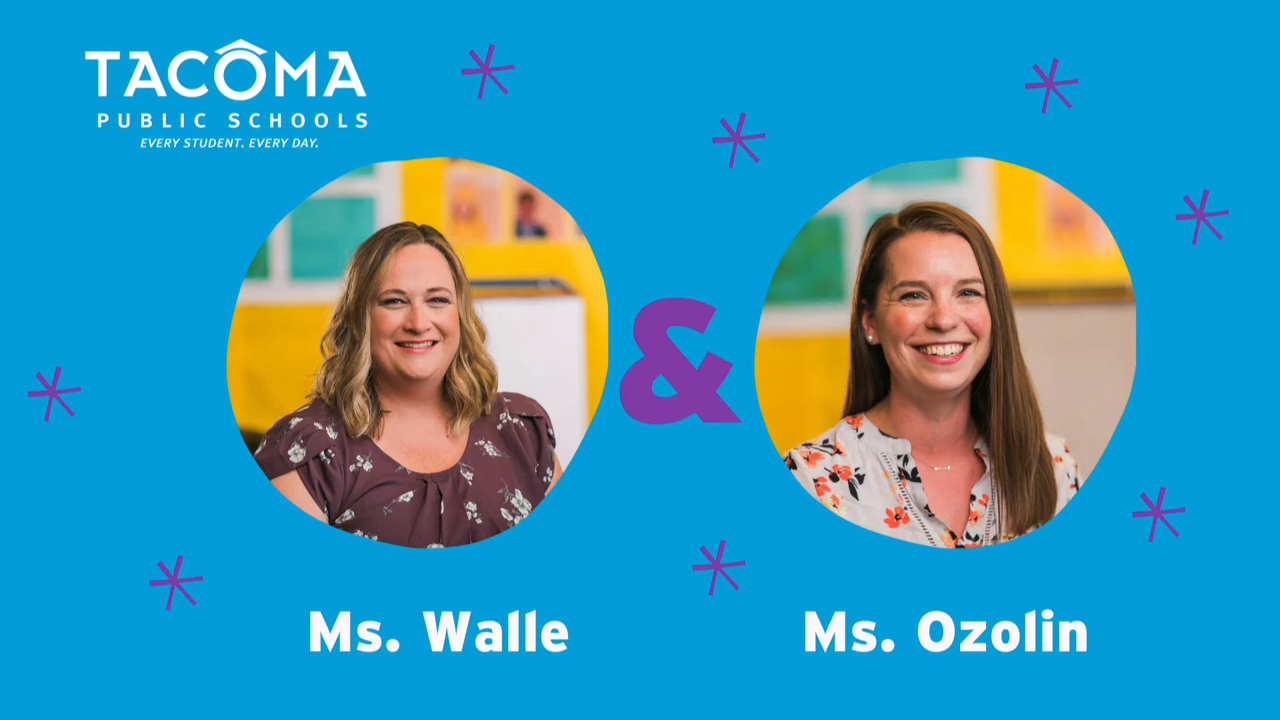 TACOMA
PUBLIC SCHOOLS
EVERY STUDENT. EVERY DAY.
&
Ms. Walle
Ms. Ozolin